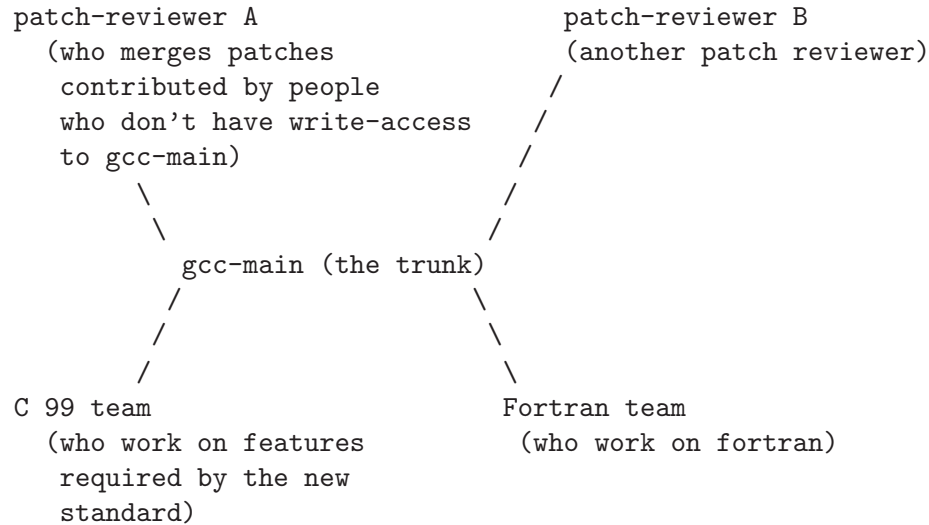 patch-reviewer A patch-reviewer B
(who merges patches (another patch reviewer)
contributed by people /
who don't have write-access /
to gcc-main) /
\ /
\ /
gcc-main (the trunk)
/ \
/ \
/ \
C 99 team Fortran team
(who work on features (who work on fortran)
required by the new
standard)